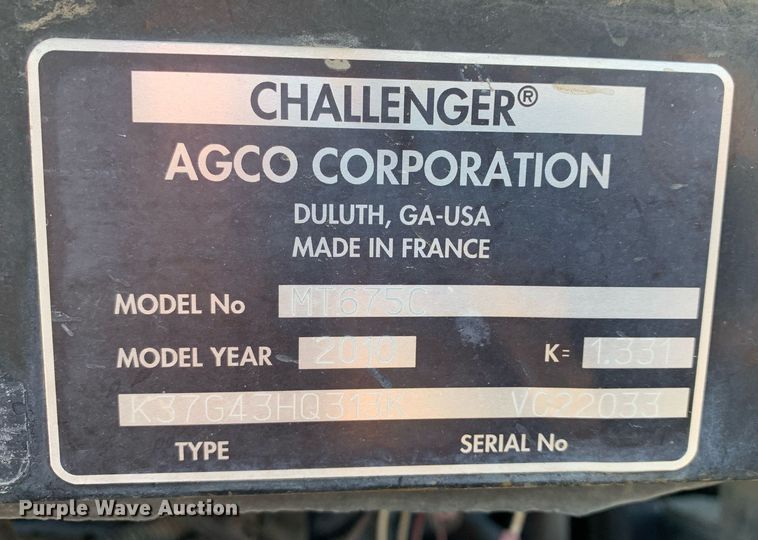 CHALLENGER®
AGCO CORPORATION
DULUTH, GA-USA
MADE IN FRANCE
MODEL No MT675C
MODEL YEAR 2010 K= 1.331
K37G43HQ313K VC22033
TYPE SERIAL No
Purple Wave Auction